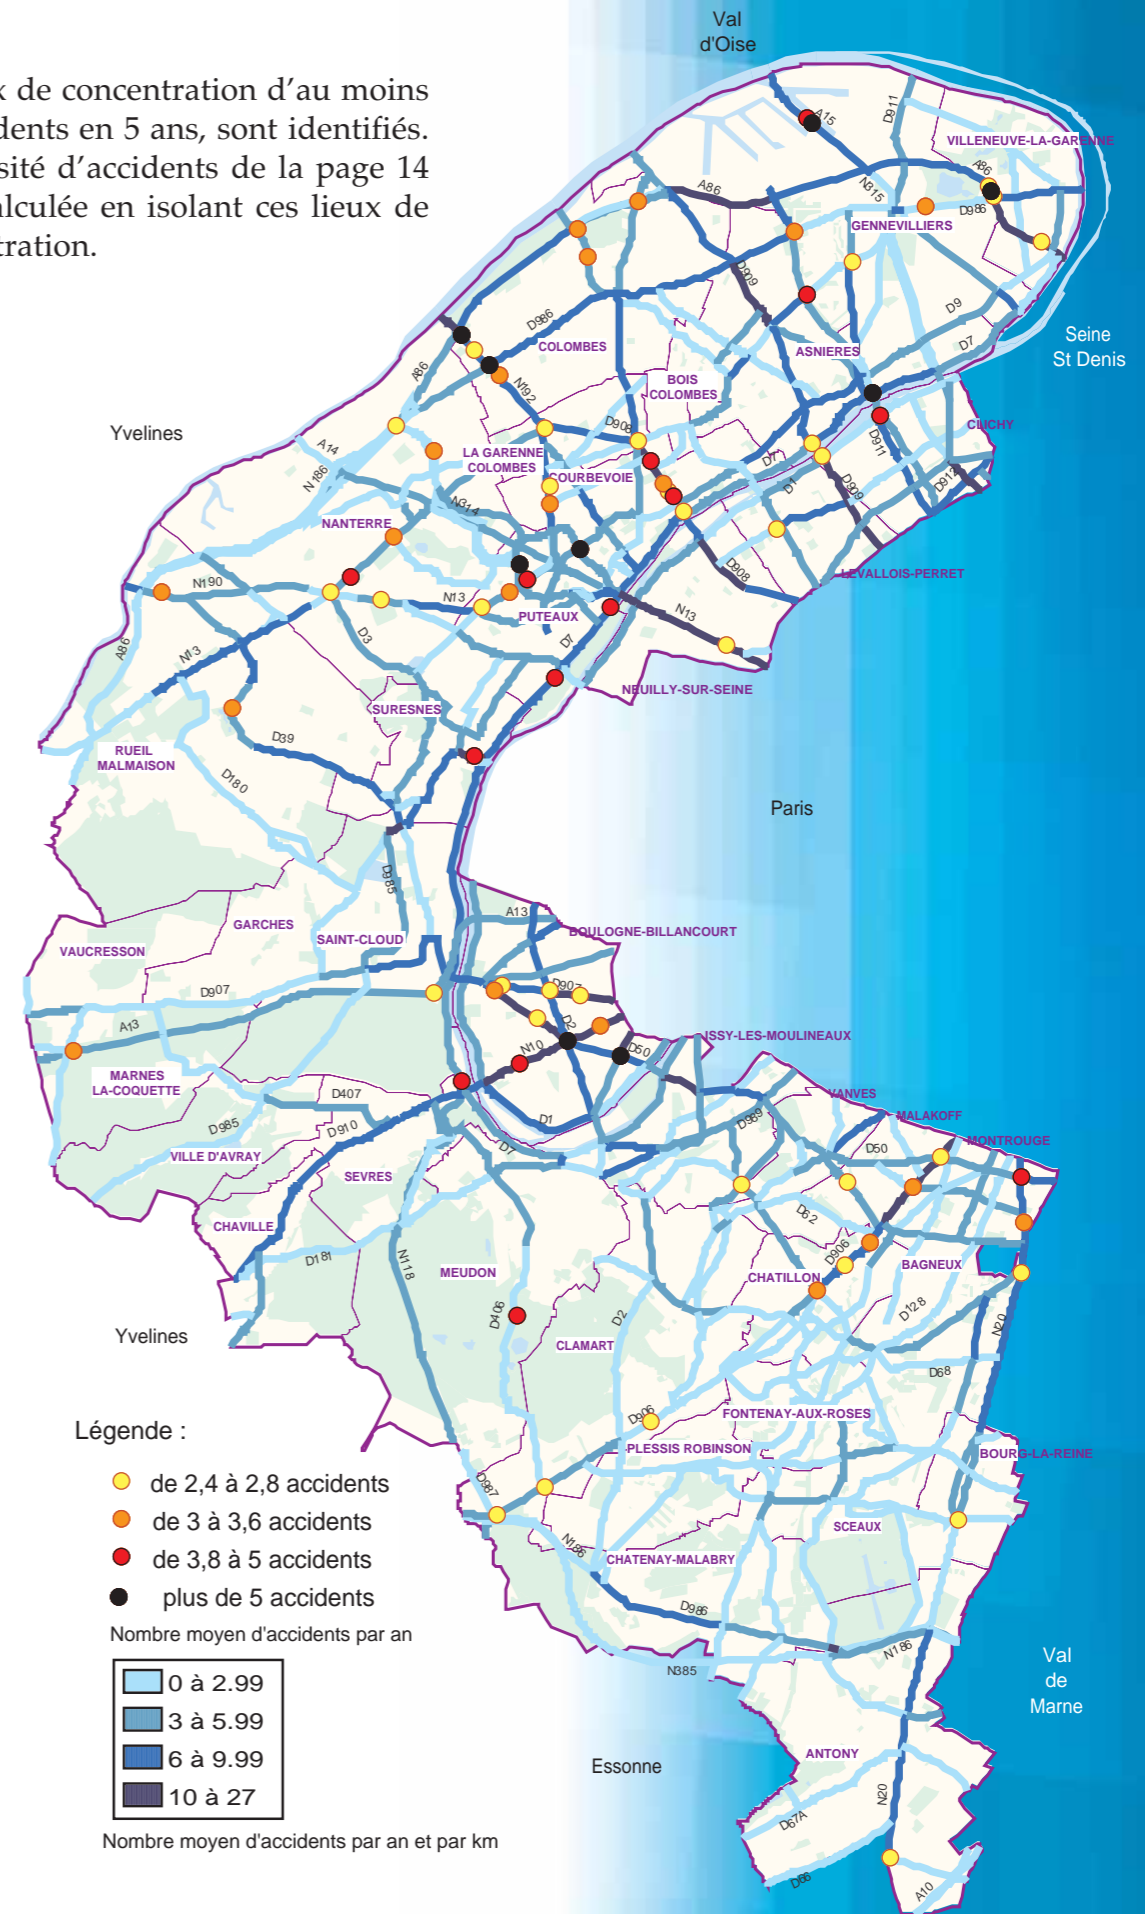 Val
d'Oise
x de concentration d'au moins
dents en 5 ans, sont identifiés.
sité d'accidents de la page 14
alculée en isolant ces lieux de
tration.
A15
D911
VILLENEUVE-LA-GARENNE
A86
A86
N315
D986
GENNEVILLIERS
D909
D9
D986
COLOMBES
ASNIERES
D7
Seine
St Denis
A86
N192
BOIS
COLOMBES
Yvelines
D908
CLICHY
A14
LA GARENNE
COLOMBES
D7
D911
N186
COURBEVOIE
D1
D909
D912
N314
NANTERRE
D908
LEVALLOIS-PERRET
N190
N13
N13
PUTEAUX
D3
D7
A86
N13
NEUILLY-SUR-SEINE
SURESNES
D39
RUEIL
MALMAISON
D180
Paris
D985
GARCHES
A13
VAUCRESSON
SAINT-CLOUD
BOULOGNE-BILLANCOURT
D907
D907
A13
D2
N10
D50
ISSY-LES-MOULINEAUX
MARNES
LA-COQUETTE
D407
VANVES
D985
D910
D1
D989
MALAKOFF
VILLE D'AVRAY
D7
D50
MONTROUGE
SEVRES
D62
CHAVILLE
D181
N118
D906
MEUDON
CHATILLON
BAGNEUX
D406
D2
D128
N20
Yvelines
CLAMART
D68
D906
FONTENAY-AUX-ROSES
Légende :
PLESSIS ROBINSON
BOURG-LA-REINE
de 2,4 à 2,8 accidents
D987
de 3 à 3,6 accidents
SCEAUX
de 3,8 à 5 accidents
N186
CHATENAY-MALABRY
plus de 5 accidents
D986
Nombre moyen d'accidents par an
N186
N385
Val
de
Marne
0 à 2.99
3 à 5.99
6 à 9.99
10 à 27
Essonne
ANTONY
N20
D67A
Nombre moyen d'accidents par an et par km
D66
A10